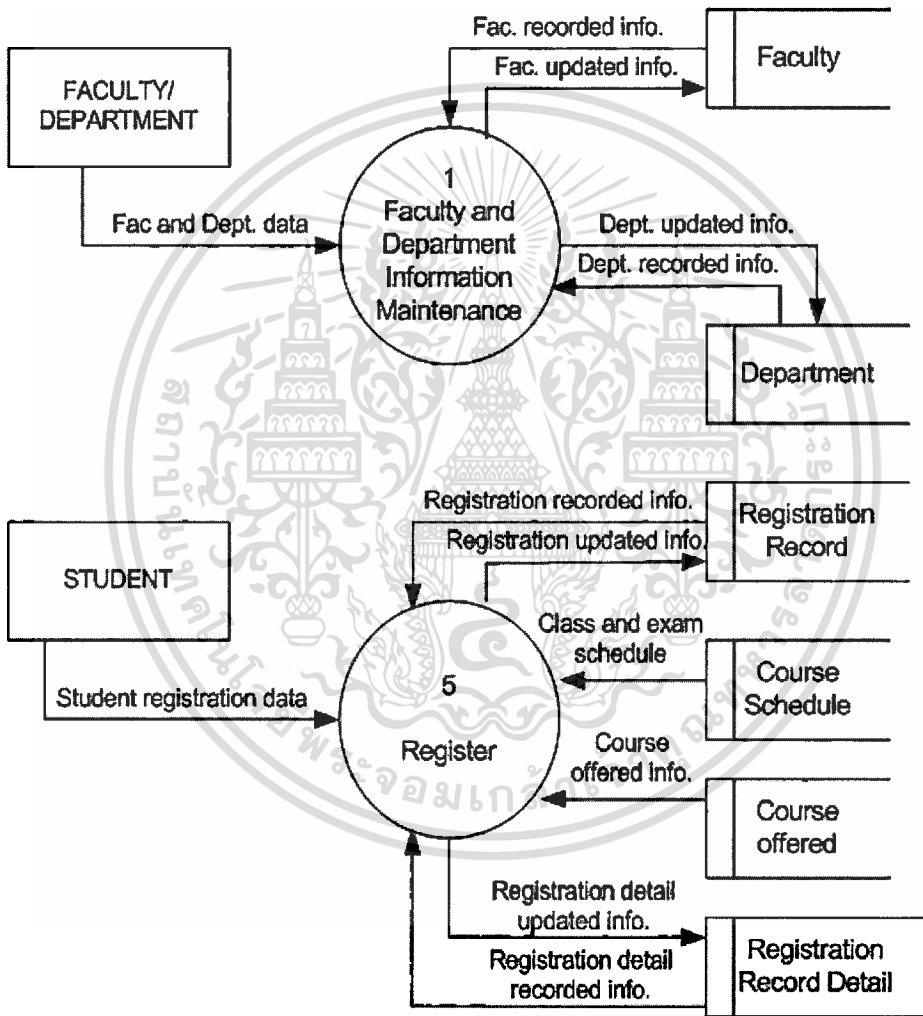 Fac. recorded info.
Fac. updated info.
Faculty
FACULTY/
DEPARTMENT
1
Faculty and
Department
Information
Maintenance
Fac and Dept. data
Dept. updated info.
Dept. recorded info.
Department
Registration recorded info.
Registration updated info.
Registration
Record
STUDENT
Class and exam
schedule
Course
Schedule
5
Register
Student registration data
Course
offered info.
Course
offered
Registration detail
updated info.
Registration detail
recorded info.
Registration
Record Detail